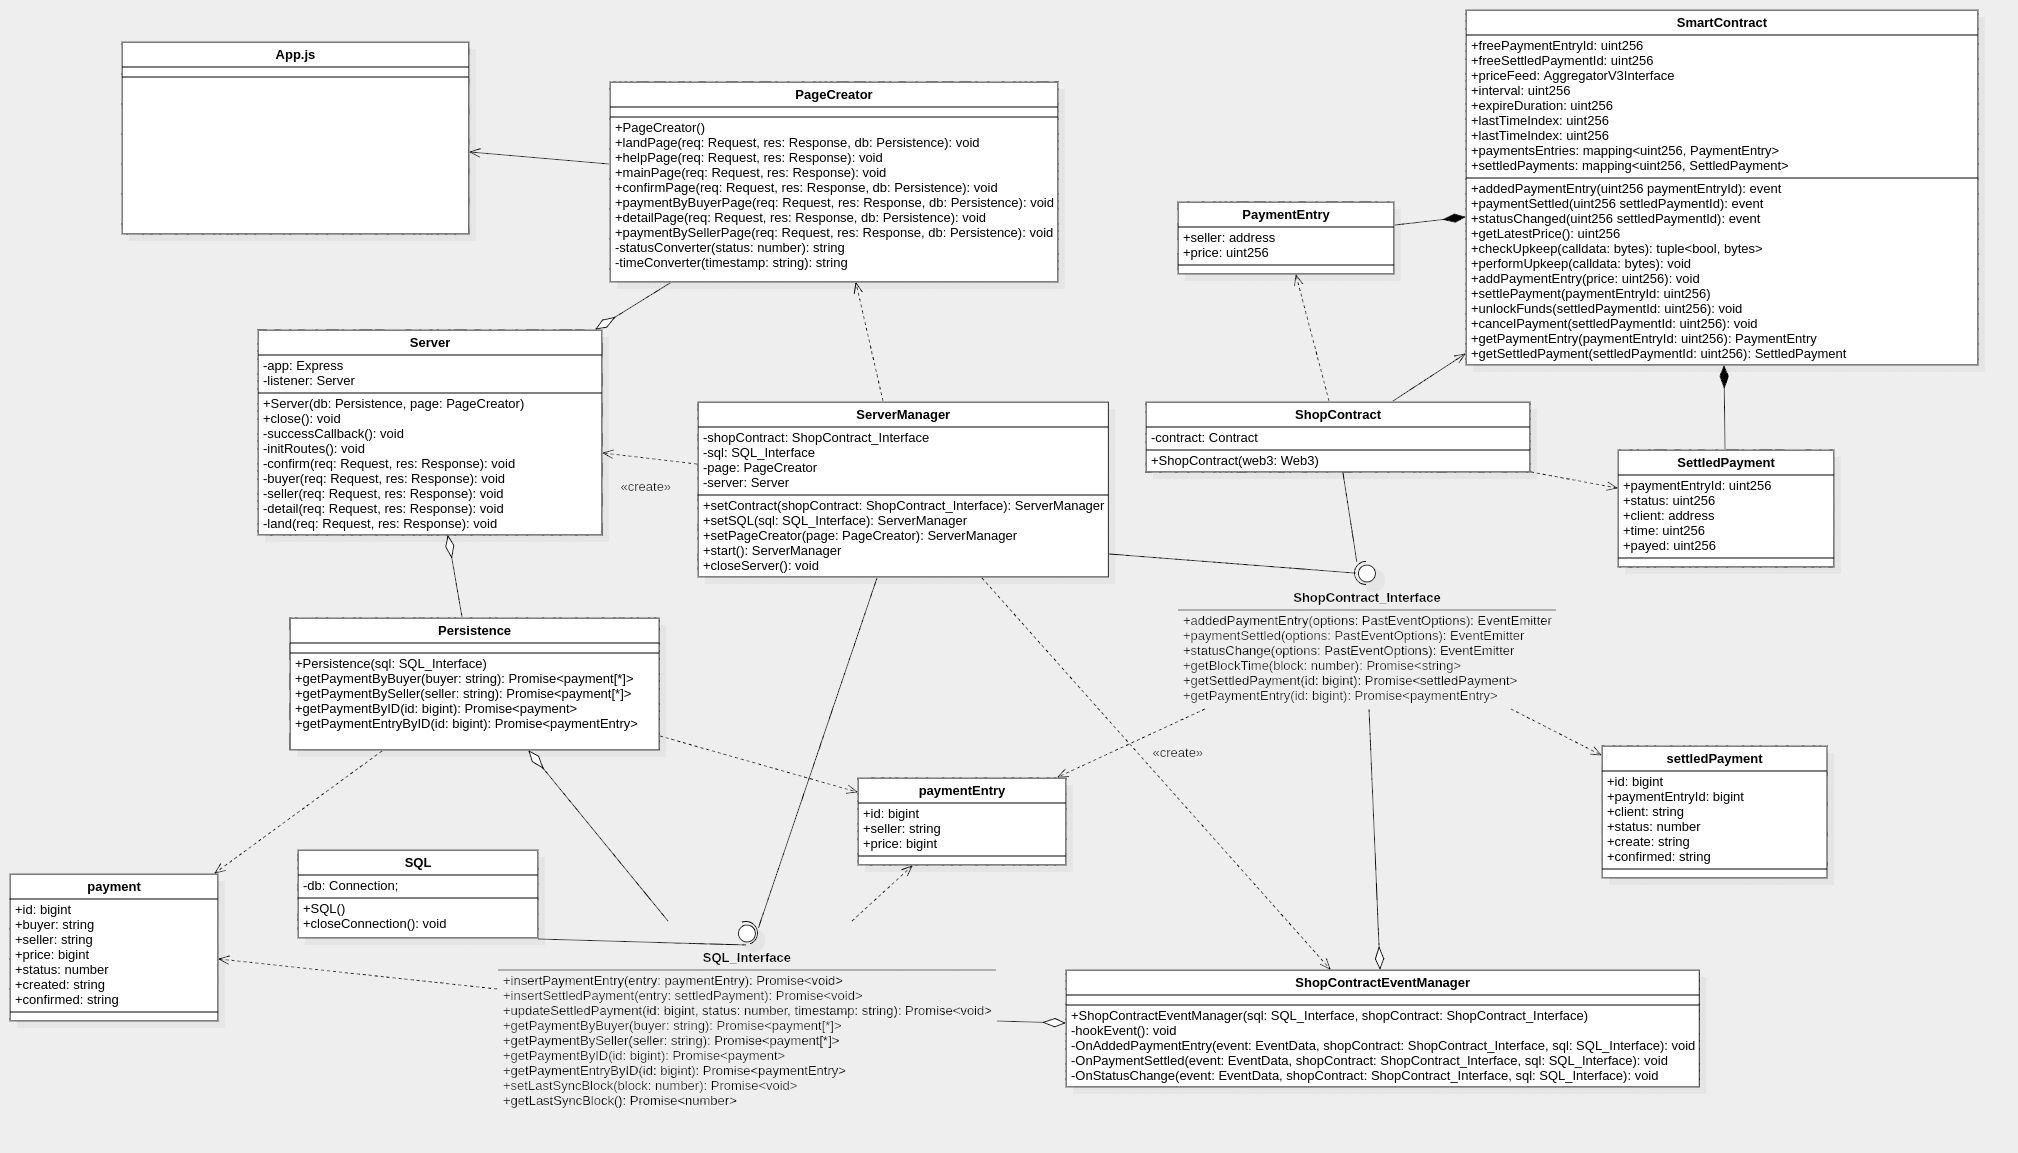 App.js
PageCreator
+PageCreator()
+landPage(req: Request, res: Response, db: Persistence): void
+helpPage(req: Request, res: Response): void
+mainPage(req: Request, res: Response): void
+confirmPage(req: Request, res: Response, db: Persistence): void
+paymentByBuyerPage(req: Request, res: Response, db: Persistence): void
+detailPage(req: Request, res: Response, db: Persistence): void
+paymentBySellerPage(req: Request, res: Response, db: Persistence): void
-statusConverter(status: number): string
-timeConverter(timestamp: string): string
SmartContract
+freePaymentEntryId: uint256
+freeSettledPaymentId: uint256
+priceFeed: AggregatorV3Interface
+interval: uint256
+expireDuration: uint256
+lastTimeIndex: uint256
+lastTimeIndex: uint256
+paymentsEntries: mapping<uint256, PaymentEntry>
+settledPayments: mapping<uint256, SettledPayment>
+addedPaymentEntry(uint256 paymentEntryId): event
+paymentSettled(uint256 settledPaymentId): event
+statusChanged(uint256 settledPaymentId): event
+getLatestPrice(): uint256
+checkUpkeep(calldata: bytes): tuple<bool, bytes>
+performUpkeep(calldata: bytes): void
+addPaymentEntry(price: uint256): void
+settlePayment(paymentEntryId: uint256)
+unlockFunds(settledPaymentId: uint256): void
+cancelPayment(settledPaymentId: uint256): void
+getPaymentEntry(paymentEntryId: uint256): PaymentEntry
+getSettledPayment(settledPaymentId: uint256): SettledPayment
PaymentEntry
+seller: address
+price: uint256
Server
-app: Express
-listener: Server
+Server(db: Persistence, page: PageCreator)
+close(): void
-successCallback(): void
-initRoutes(): void
-confirm(req: Request, res: Response): void
-buyer(req: Request, res: Response): void
-seller(req: Request, res: Response): void
-detail(req: Request, res: Response): void
-land(req: Request, res: Response): void
«create»
ServerManager
-shopContract: ShopContract_Interface
-sql: SQL_Interface
-page: PageCreator
-server: Server
+setContract(shopContract: ShopContract_Interface): ServerManager
+setSQL(sql: SQL_Interface): ServerManager
+setPageCreator(page: PageCreator): ServerManager
+start(): ServerManager
+closeServer(): void
ShopContract
-contract: Contract
+ShopContract(web3: Web3)
SettledPayment
+paymentEntryId: uint256
+status: uint256
+client: address
+time: uint256
+payed: uint256
ShopContract_Interface
+addedPaymentEntry(options: PastEventOptions): EventEmitter
+paymentSettled(options: PastEventOptions): EventEmitter
+statusChange(options: PastEventOptions): EventEmitter
+getBlockTime(block: number): Promise<string>
+getSettledPayment(id: bigint): Promise<settledPayment>
+getPaymentEntry(id: bigint): Promise<paymentEntry>
Persistence
+Persistence(sql: SQL_Interface)
+getPaymentByBuyer(buyer: string): Promise<payment[*]>
+getPaymentBySeller(seller: string): Promise<payment[*]>
+getPaymentByID(id: bigint): Promise<payment>
+getPaymentEntryByID(id: bigint): Promise<paymentEntry>
«create»
paymentEntry
+id: bigint
+seller: string
+price: bigint
settledPayment
+id: bigint
+paymentEntryId: bigint
+client: string
+status: number
+create: string
+confirmed: string
SQL
-db: Connection;
+SQL()
+closeConnection(): void
payment
+id: bigint
+buyer: string
+seller: string
+price: bigint
+status: number
+created: string
+confirmed: string
SQL_Interface
+insertPaymentEntry(entry: paymentEntry): Promise<void>
+insertSettledPayment(entry: settledPayment): Promise<void>
+updateSettledPayment(id: bigint, status: number, timestamp: string): Promise<void>
+getPaymentByBuyer(buyer: string): Promise<payment[*]>
+getPaymentBySeller(seller: string): Promise<payment[*]>
+getPaymentByID(id: bigint): Promise<payment>
+getPaymentEntryByID(id: bigint): Promise<paymentEntry>
+setLastSyncBlock(block: number): Promise<void>
+getLastSyncBlock(): Promise<number>
ShopContractEventManager
+ShopContractEventManager(sql: SQL_Interface, shopContract: ShopContract_Interface)
-hookEvent(): void
-OnAddedPaymentEntry(event: EventData, shopContract: ShopContract_Interface, sql: SQL_Interface): void
-OnPaymentSettled(event: EventData, shopContract: ShopContract_Interface, sql: SQL_Interface): void
-OnStatusChange(event: EventData, shopContract: ShopContract_Interface, sql: SQL_Interface): void